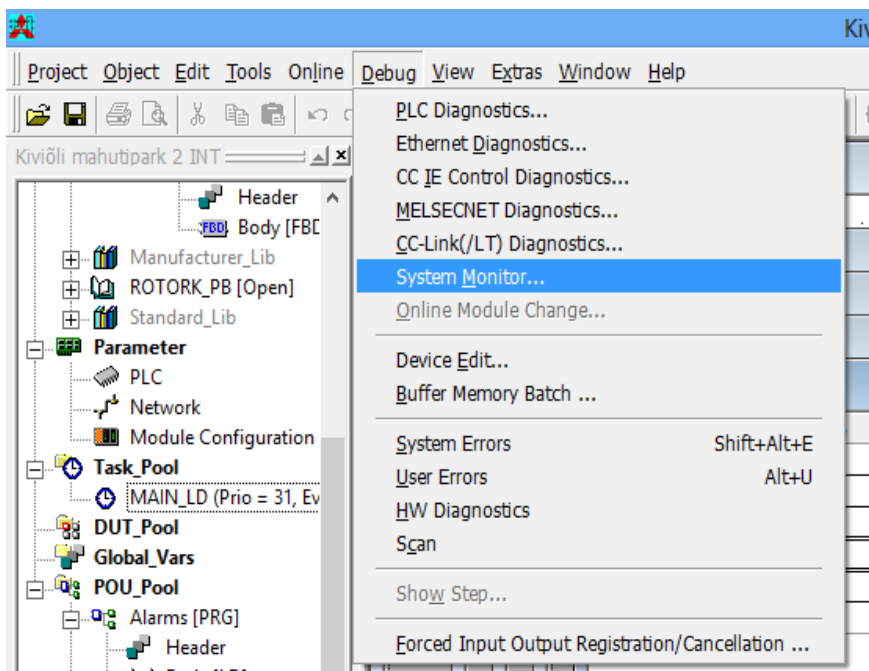 Kiv
Project Object Edit Tools Online Debug View Extras Window Help
Kiviõli mahutipark 2 INT
Header
FBD Body [FBD
Manufacturer_Lib
ROTORK_PB [Open]
Standard_Lib
Parameter
PLC
Network
Module Configuration
Task_Pool
MAIN_LD (Prio = 31, Ev
DUT_Pool
Global_Vars
POU_Pool
Alarms [PRG]
Header
PLC Diagnostics...
Ethernet Diagnostics...
CC IE Control Diagnostics...
MELSECNET Diagnostics...
CC-Link(/LT) Diagnostics...
System Monitor...
Online Module Change...
Device Edit...
Buffer Memory Batch ...
System Errors Shift+Alt+E
User Errors Alt+U
HW Diagnostics
Scan
Show Step...
Forced Input Output Registration/Cancellation ...